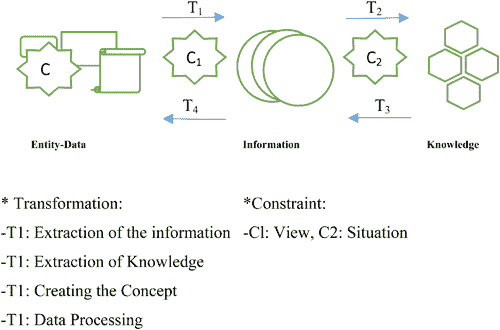 T1 T2
C C1 C2
T4 T3
Entity-Data Information Knowledge
* Transformation: *Constraint:
-T1: Extraction of the information -Cl: View, C2: Situation
-T1: Extraction of Knowledge
-T1: Creating the Concept
-T1: Data Processing